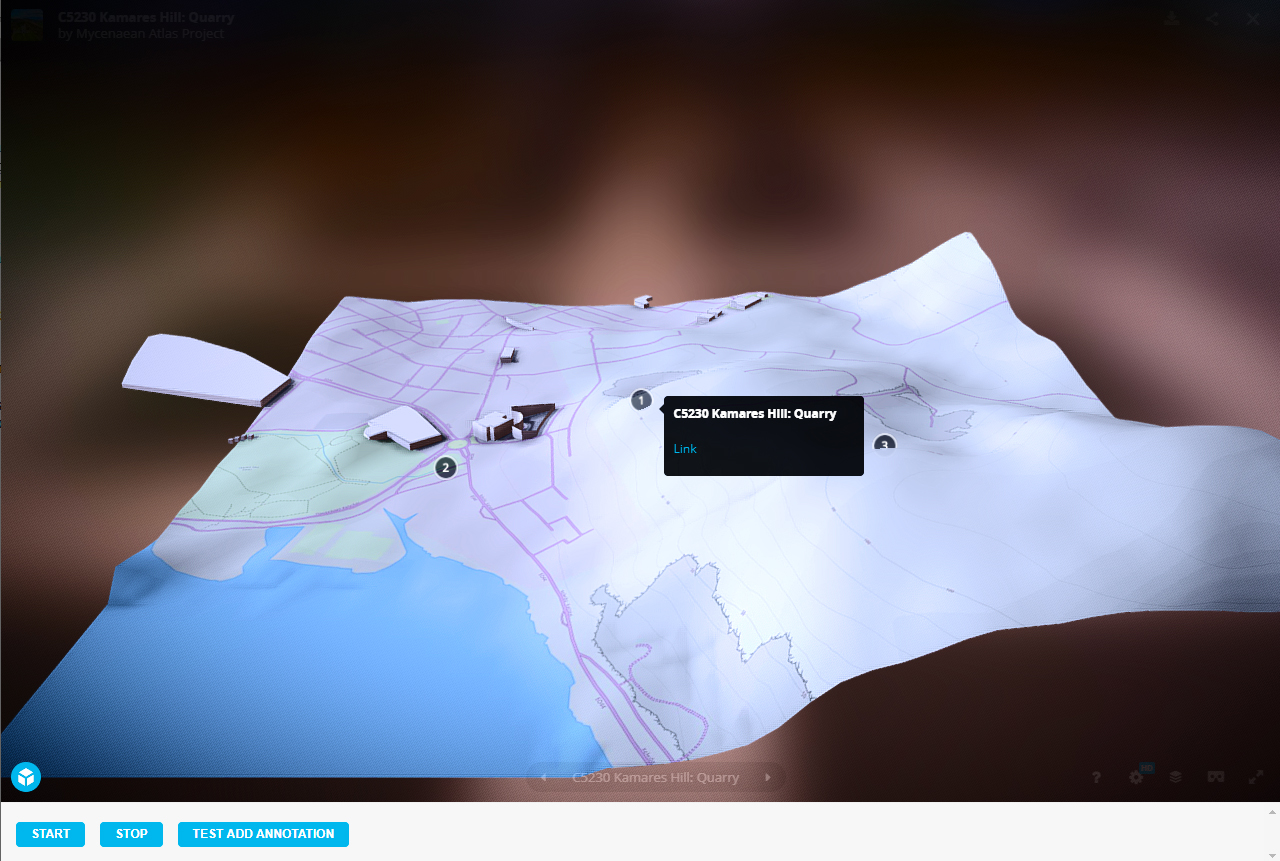 C5230 Kamares Hill: Quarry
by Mycenaean Atlas Project
1
C5230 Kamares Hill: Quarry
Link
2
3
C5230 Kamares Hill: Quarry
?
HD
START
STOP
TEST ADD ANNOTATION